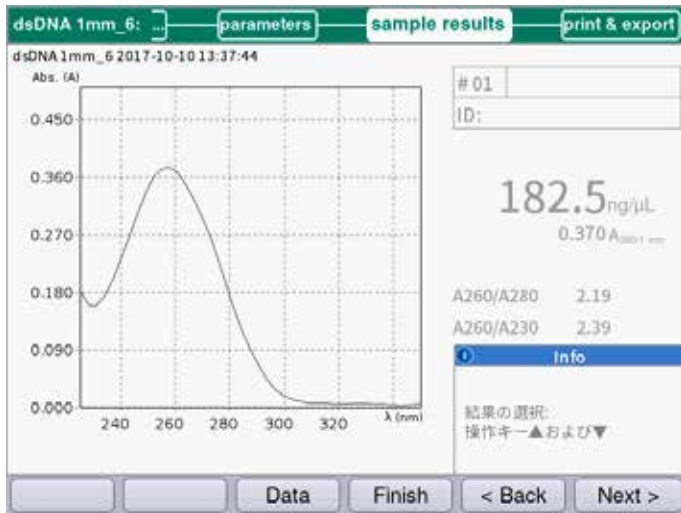 dsDNA 1mm_6: ...
parameters
sample results
print & export
dsDNA 1mm_6 2017-10-10 13:37:44
Abs. (A)
0.450
0.360
0.270
0.180
0.090
0.000
240 260 280 300 320
λ (nm)
# 01
ID:
182.5 ng/µL
0.370 A
A260/A280 2.19
A260/A230 2.39
Info
結果の選択:
操作キー▲および▼
Data
Finish
< Back
Next >